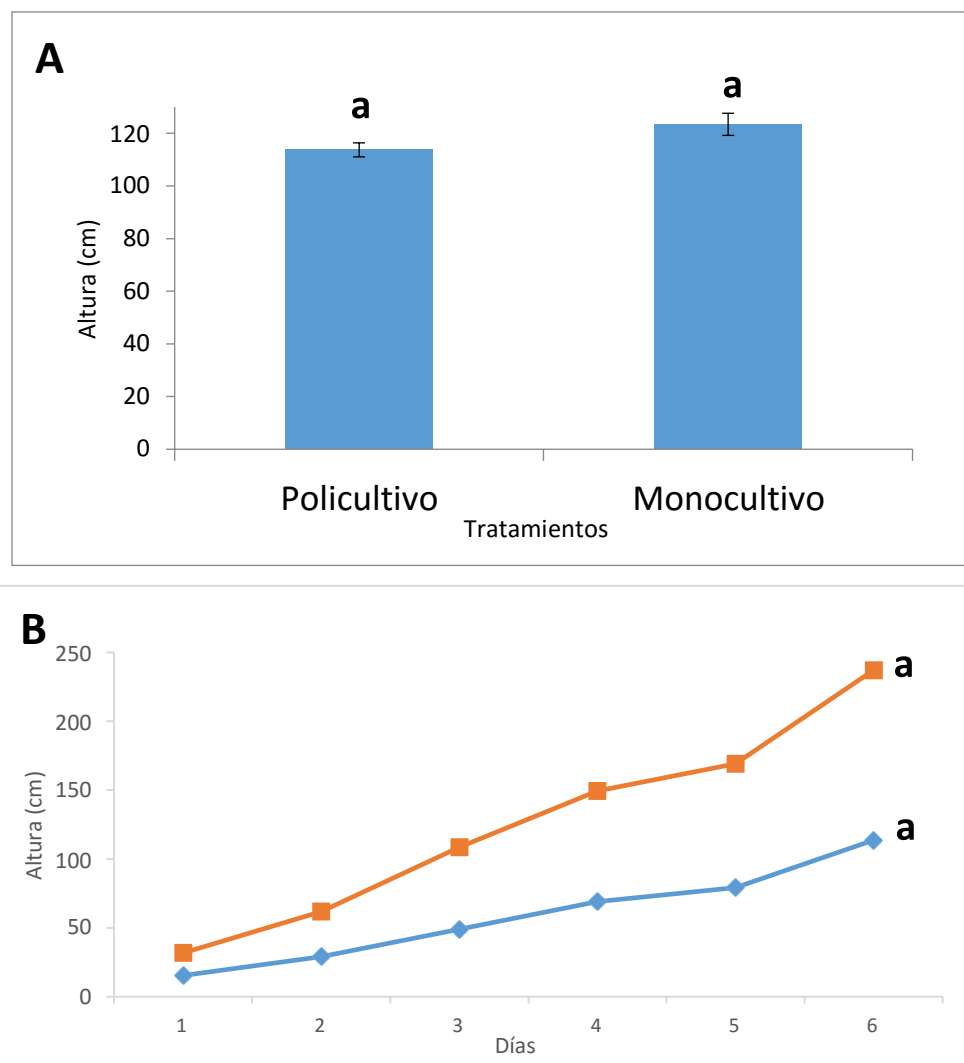 A
a a
120
100
80
60
40
20
0
Altura (cm)
Policultivo Monocultivo
Tratamientos
B
250
200
150
100
50
0
Altura (cm)
a
a
1 2 3 4 5 6
Días